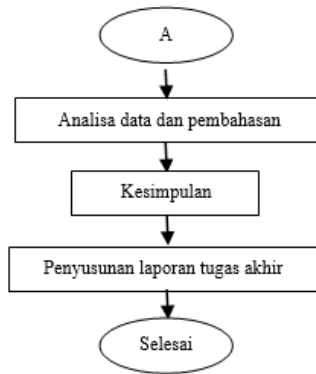 A
Analisa data dan pembahasan
Kesimpulan
Penyusunan laporan tugas akhir
Selesai